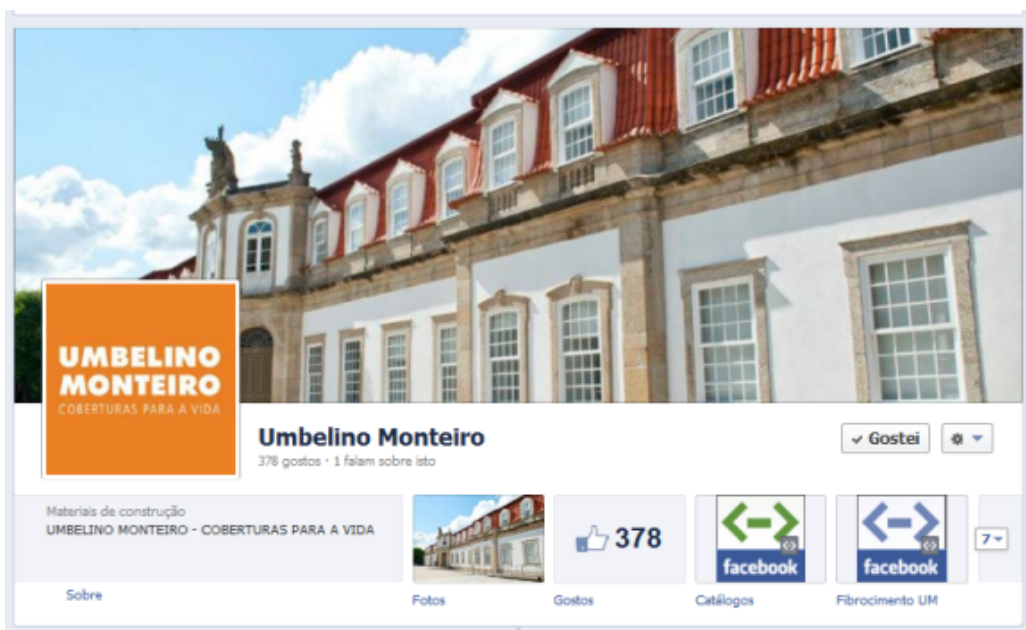 UMBELINO
MONTEIRO
COBERTURAS PARA A VIDA
Umbelino Monteiro
378 gostos · 1 falam sobre isto
Gostei
Materiais de construção
UMBELINO MONTEIRO - COBERTURAS PARA A VIDA
378
facebook
facebook
7
Sobre
Fotos
Gostos
Catálogos
Fibrocimento UM